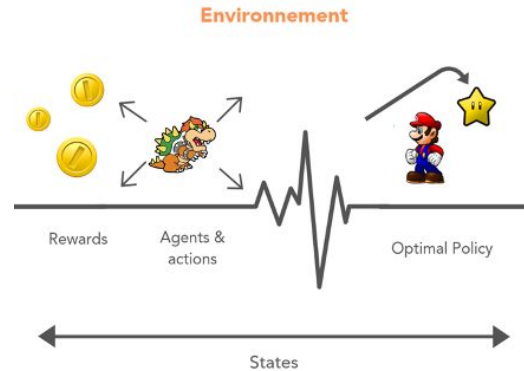 Environnement
Rewards
Agents &
actions
Optimal Policy
States